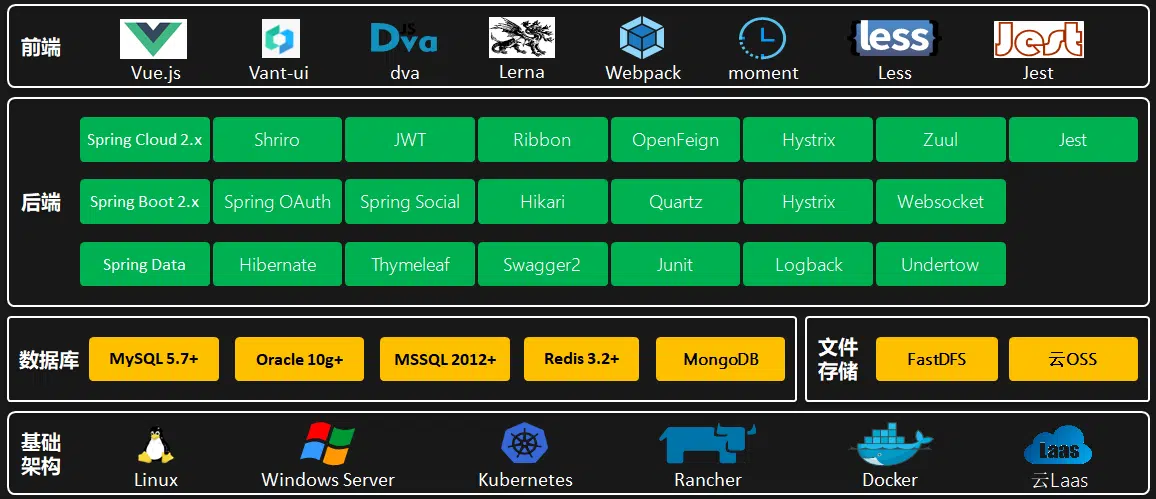 前端
Dva
JS
less
Jest
Vue.js
Vant-ui
dva
Lerna
Webpack
moment
Less
Jest
后端
Spring Cloud 2.x
Shriro
JWT
Ribbon
OpenFeign
Hystrix
Zuul
Jest
Spring Boot 2.x
Spring OAuth
Spring Social
Hikari
Quartz
Hystrix
Websocket
Spring Data
Hibernate
Thymeleaf
Swagger2
Junit
Logback
Undertow
数据库
MySQL 5.7+
Oracle 10g+
MSSQL 2012+
Redis 3.2+
MongoDB
文件
存储
FastDFS
云OSS
基础
架构
Laas
Linux
Windows Server
Kubernetes
Rancher
Docker
云Laas